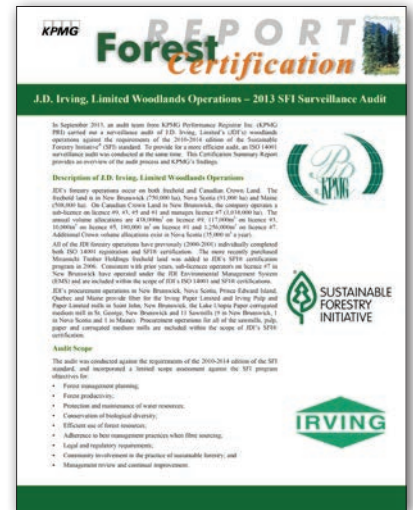 KPMG
REPORT
Forest
Certification
J.D. Irving, Limited Woodlands Operations – 2013 SFI Surveillance Audit
In September 2013, an audit team from KPMG Performance Registrar Inc. (KPMG
PRI) carried out a surveillance audit of J.D. Irving, Limited's (JDI's) woodlands
operations against the requirements of the 2010-2014 edition of the Sustainable
Forestry Initiative® (SFI) standard. To provide for a more efficient audit, an ISO 14001
surveillance audit was conducted at the same time. This Certification Summary Report
provides an overview of the audit process and KPMG's findings.
Description of J.D. Irving, Limited Woodlands Operations
JDI's forestry operations occur on both freehold and Canadian Crown Land. The
freehold land is in New Brunswick (750,000 ha), Nova Scotia (91,000 ha) and Maine
(508,000 ha). On Canadian Crown Land in New Brunswick, the company operates a
sub-licence on licence #9, #3, #5 and #1 and manages licence #7 (1,038,000 ha). The
annual volume allocations are 438,000m³ on licence #9, 117,000m³ on licence #3,
10,000m³ on licence #5, 190,000 m³ on licence #1 and 1,250,000m³ on licence #7.
Additional Crown volume allocations exist in Nova Scotia (35,000 m³ a year).
All of the JDI forestry operations have previously (2000-2001) individually completed
both ISO 14001 registration and SFI® certification. The more recently purchased
Miramichi Timber Holdings freehold land was added to JDI's SFI® certification
program in 2006. Consistent with prior years, sub-licencees operations on licence #7 in
New Brunswick have operated under the JDI Environmental Management System
(EMS) and are included within the scope of JDI's ISO 14001 and SFI® certifications.
JDI's procurement operations in New Brunswick, Nova Scotia, Prince Edward Island,
Quebec and Maine provide fiber for the Irving Paper Limited and Irving Pulp and
Paper Limited mills in Saint John, New Brunswick, the Lake Utopia Paper corrugated
medium mill in St. George, New Brunswick and 11 Sawmills (9 in New Brunswick, 1
in Nova Scotia and 1 in Maine). Procurement operations for all of the sawmills, pulp,
paper and corrugated medium mills are included within the scope of JDI's SFI®
certification.
Audit Scope
The audit was conducted against the requirements of the 2010-2014 edition of the SFI
standard, and incorporated a limited scope assessment against the SFI program
objectives for:
• Forest management planning;
• Forest productivity;
• Protection and maintenance of water resources;
• Conservation of biological diversity;
• Efficient use of forest resources;
• Adherence to best management practices when fibre sourcing;
• Legal and regulatory requirements;
• Community involvement in the practice of sustainable forestry; and
• Management review and continual improvement.
KPMG
SUSTAINABLE
FORESTRY
INITIATIVE
IRVING